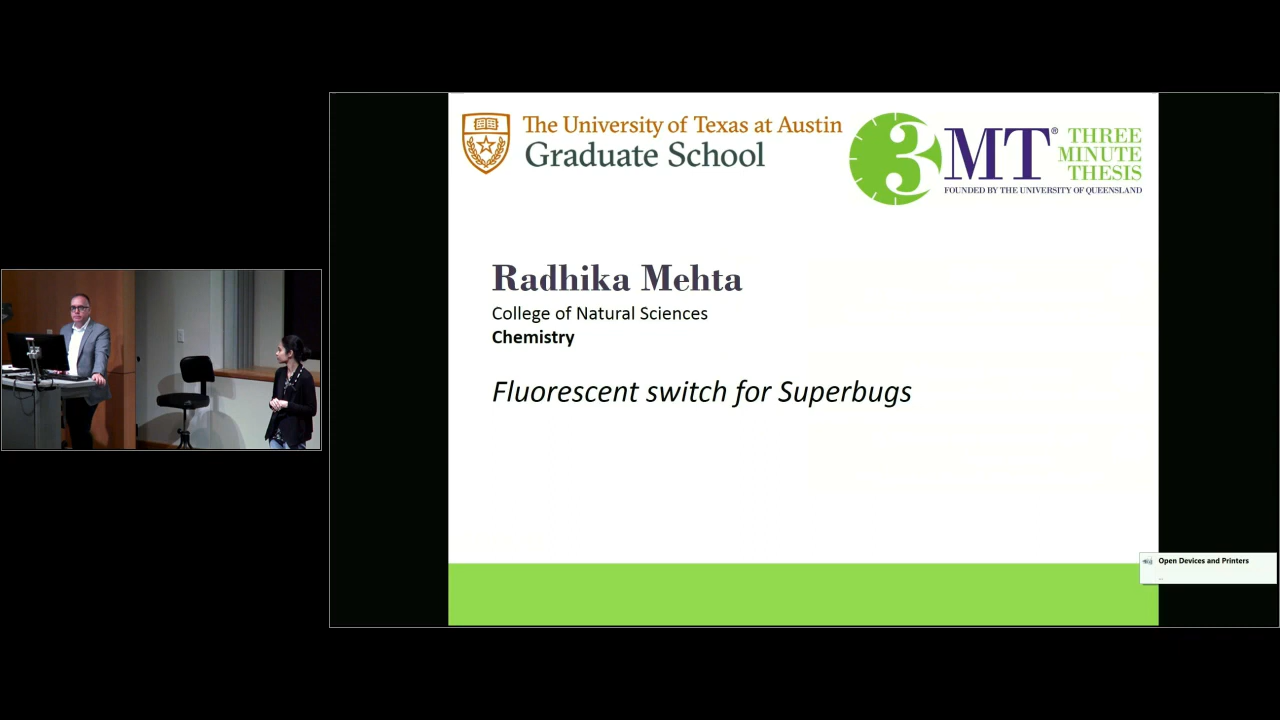 The University of Texas at Austin
Graduate School
3MT® THREE
MINUTE
THESIS
FOUNDED BY THE UNIVERSITY OF QUEENSLAND
Radhika Mehta
College of Natural Sciences
Chemistry
Fluorescent switch for Superbugs
Open Devices and Printers
...